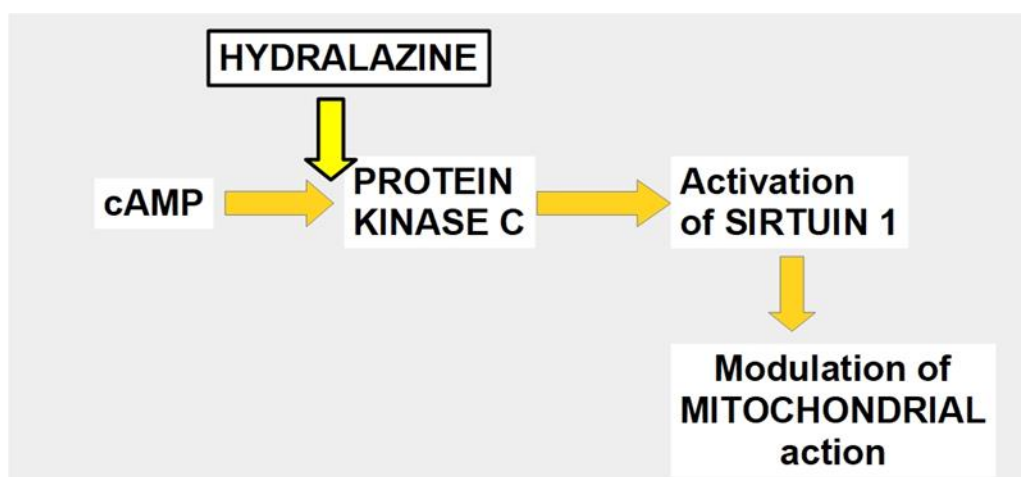 HYDRALAZINE
cAMP
PROTEIN
KINASE C
Activation
of SIRTUIN 1
Modulation of
MITOCHONDRIAL
action